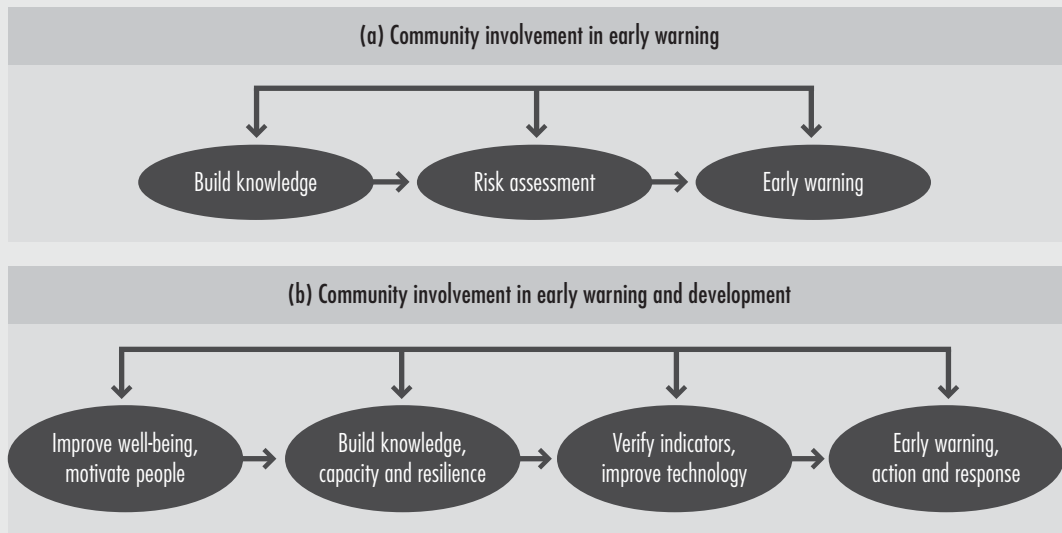 (a) Community involvement in early warning
Build knowledge
Risk assessment
Early warning
(b) Community involvement in early warning and development
Improve well-being,
motivate people
Build knowledge,
capacity and resilience
Verify indicators,
improve technology
Early warning,
action and response